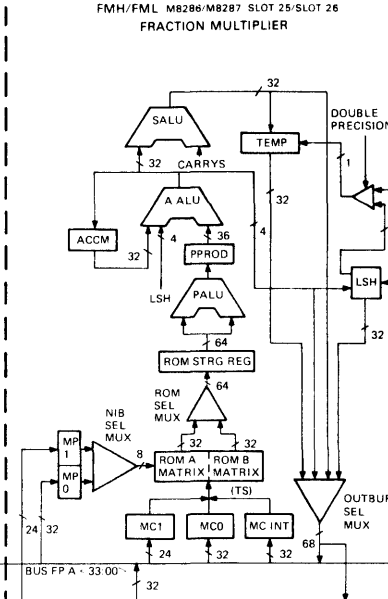 FMH/FML M8286/M8287 SLOT 25/SLOT 26
FRACTION MULTIPLIER
32
SALU
DOUBLE
PRECISION
TEMP
32
CARRYS
1
32
A ALU
ACCM
32
4
36
4
PPROD
LSH
LSH
PALU
32
64
ROM STRG REG
64
ROM
SEL
MUX
NIB
SEL
MUX
32
32
MP
1
MP
0
8
ROM A
MATRIX
ROM B
MATRIX
(TS)
OUTBUF
SEL
MUX
MC1
MC0
MC INT
24
32
24
32
32
68
BUS FP A < 33:00>
32